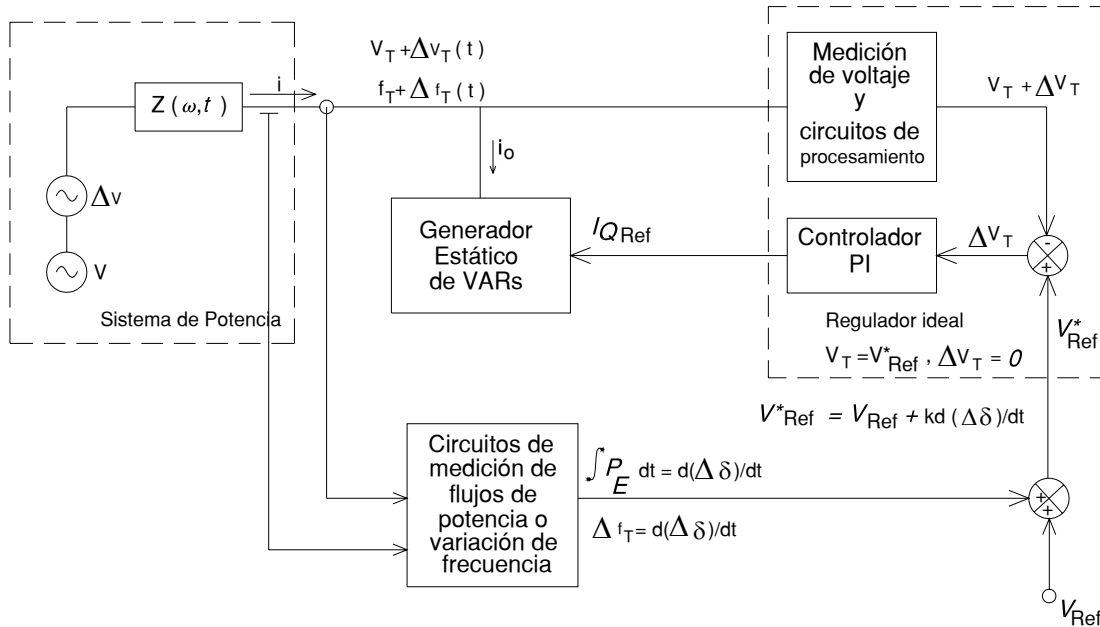 Z ( ω, t )
i
Δv
V
Sistema de Potencia
V_T + Δv_T ( t )
f_T + Δ f_T ( t )
i_o
Generador
Estático
de VARs
I_Q Ref
Medición
de voltaje
y
circuitos de
procesamiento
V_T + ΔV_T
Controlador
PI
ΔV_T
-
+
Regulador ideal
V_T = V*_Ref , ΔV_T = 0
V*_Ref
V*_Ref = V_Ref + kd (Δδ)/dt
Circuitos de
medición de
flujos de
potencia o
variación de
frecuencia
∫ P_E dt = d(Δ δ)/dt
Δ f_T = d(Δ δ)/dt
+
+
V_Ref